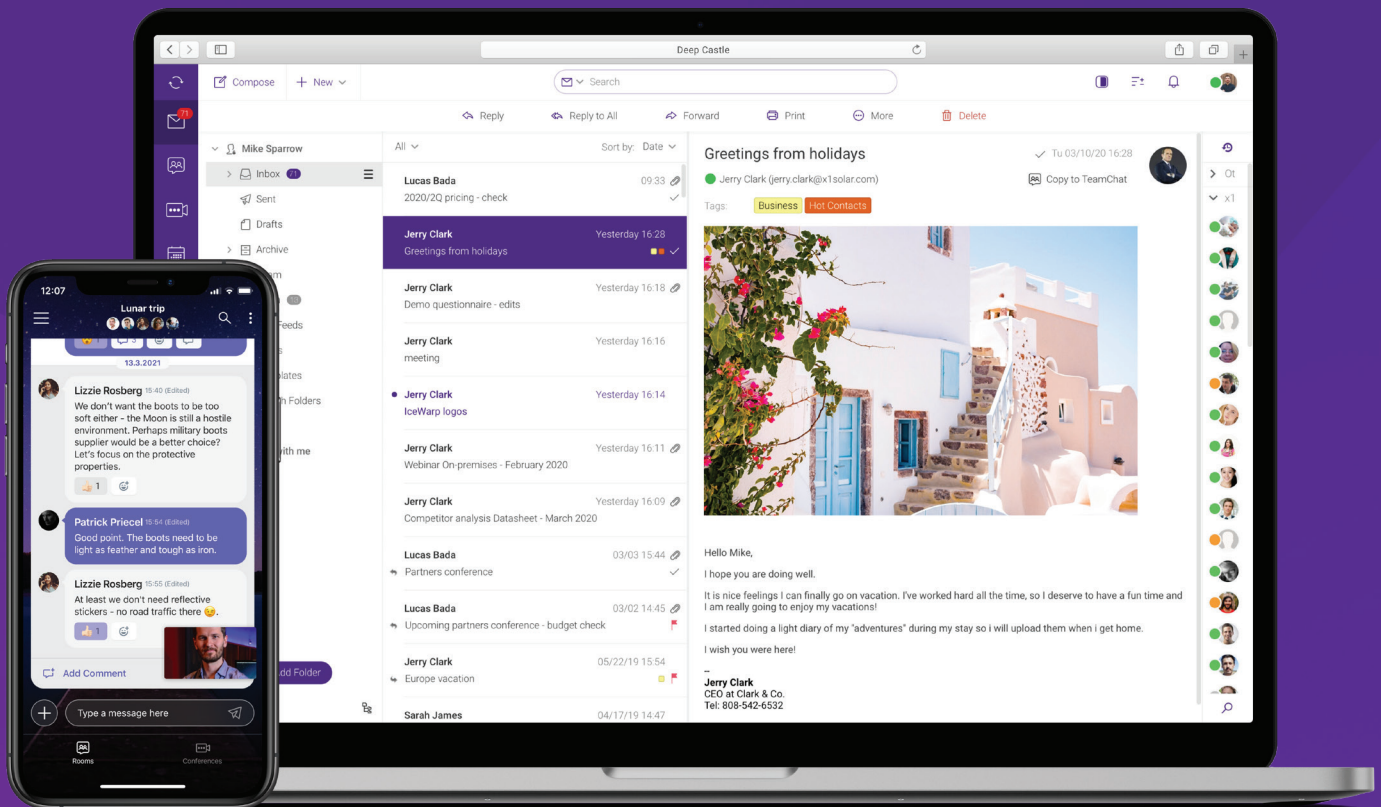 Deep Castle
Compose
New
Search
71
Reply
Reply to All
Forward
Print
More
Delete
Mike Sparrow
Inbox 71
Sent
Drafts
Archive
Feeds
Folders
with me
Add Folder
All
Sort by: Date
Lucas Bada 09:33
2020/2Q pricing - check
Jerry Clark Yesterday 16:28
Greetings from holidays
Jerry Clark Yesterday 16:18
Demo questionnaire - edits
Jerry Clark Yesterday 16:16
meeting
Jerry Clark Yesterday 16:14
IceWarp logos
Jerry Clark Yesterday 16:11
Webinar On-premises - February 2020
Jerry Clark Yesterday 16:09
Competitor analysis Datasheet - March 2020
Lucas Bada 03/03 15:44
Partners conference
Lucas Bada 03/02 14:45
Upcoming partners conference - budget check
Jerry Clark 05/22/19 15:54
Europe vacation
Sarah James 04/17/19 14:47
Greetings from holidays
Tu 03/10/20 16:28
Jerry Clark (jerry.clark@x1solar.com)
Copy to TeamChat
Tags: Business Hot Contacts
Hello Mike,
I hope you are doing well.
It is nice feelings I can finally go on vacation. I've worked hard all the time, so I deserve to have a fun time and
I am really going to enjoy my vacations!
I started doing a light diary of my "adventures" during my stay so i will upload them when i get home.
I wish you were here!
–
Jerry Clark
CEO at Clark & Co.
Tel: 808-542-6532
Ot
x1
12:07
Lunar trip
1
3
13.3.2021
Lizzie Rosberg 15:40 (Edited)
We don't want the boots to be too
soft either - the Moon is still a hostile
environment. Perhaps military boots
supplier would be a better choice?
Let's focus on the protective
properties.
1
Patrick Priecel 15:54 (Edited)
Good point. The boots need to be
light as feather and tough as iron.
Lizzie Rosberg 15:55 (Edited)
At least we don't need reflective
stickers - no road traffic there 😉.
1
Add Comment
Type a message here
Rooms
Conferences